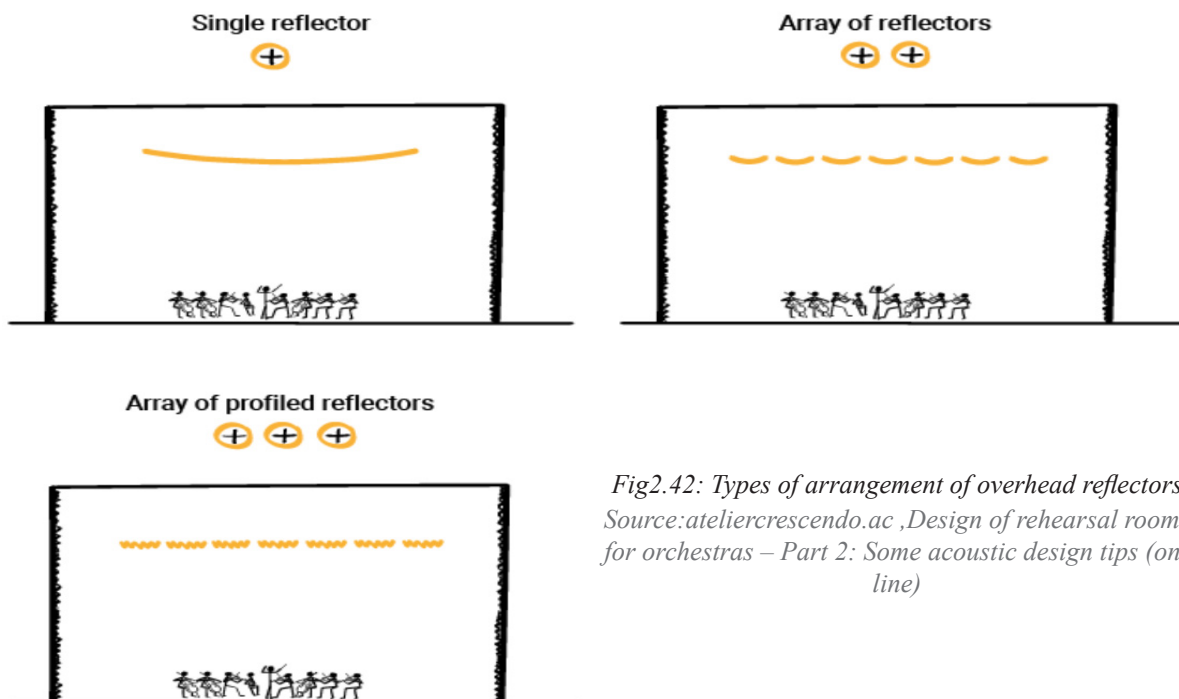 Single reflector
Array of reflectors
Array of profiled reflectors
Fig2.42: Types of arrangement of overhead reflectors
Source:ateliercrescendo.ac ,Design of rehearsal room
for orchestras – Part 2: Some acoustic design tips (on
line)